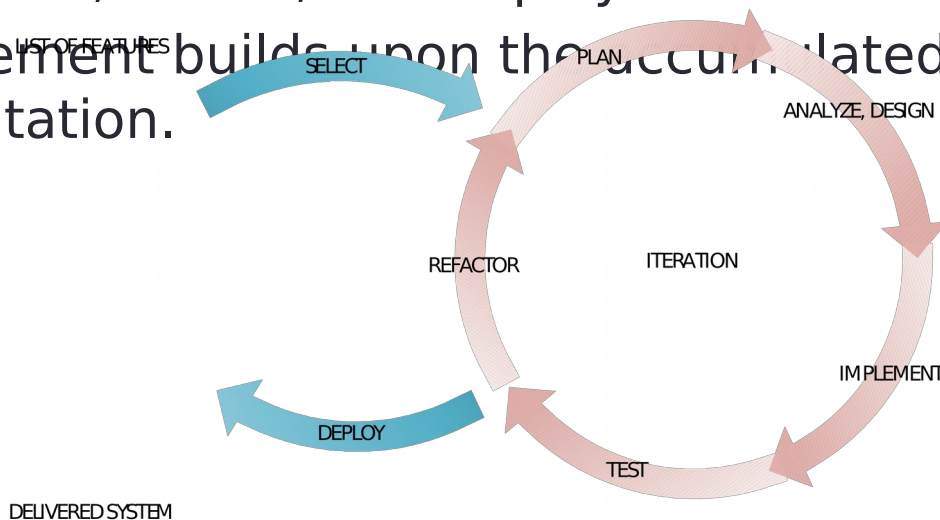 LIST OF FEATURES
ement builds upon the accumulated
SELECT
PLAN
ANALYZE, DESIGN
tation.
REFACTOR
ITERATION
IMPLEMENT
DEPLOY
TEST
DELIVERED SYSTEM